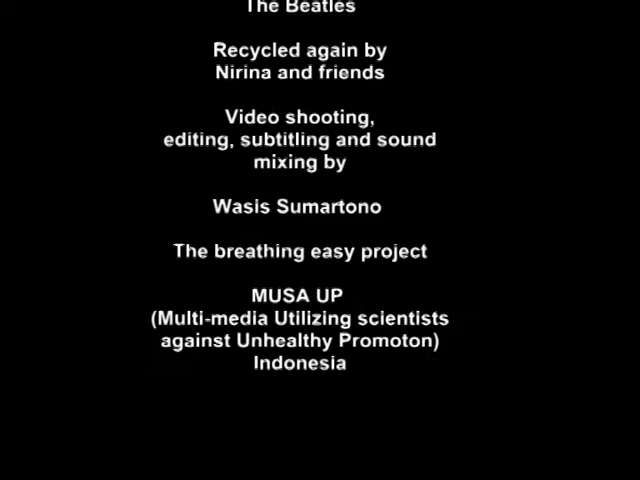 The Beatles
Recycled again by
Nirina and friends
Video shooting,
editing, subtitling and sound
mixing by
Wasis Sumartono
The breathing easy project
MUSA UP
(Multi-media Utilizing scientists
against Unhealthy Promoton)
Indonesia